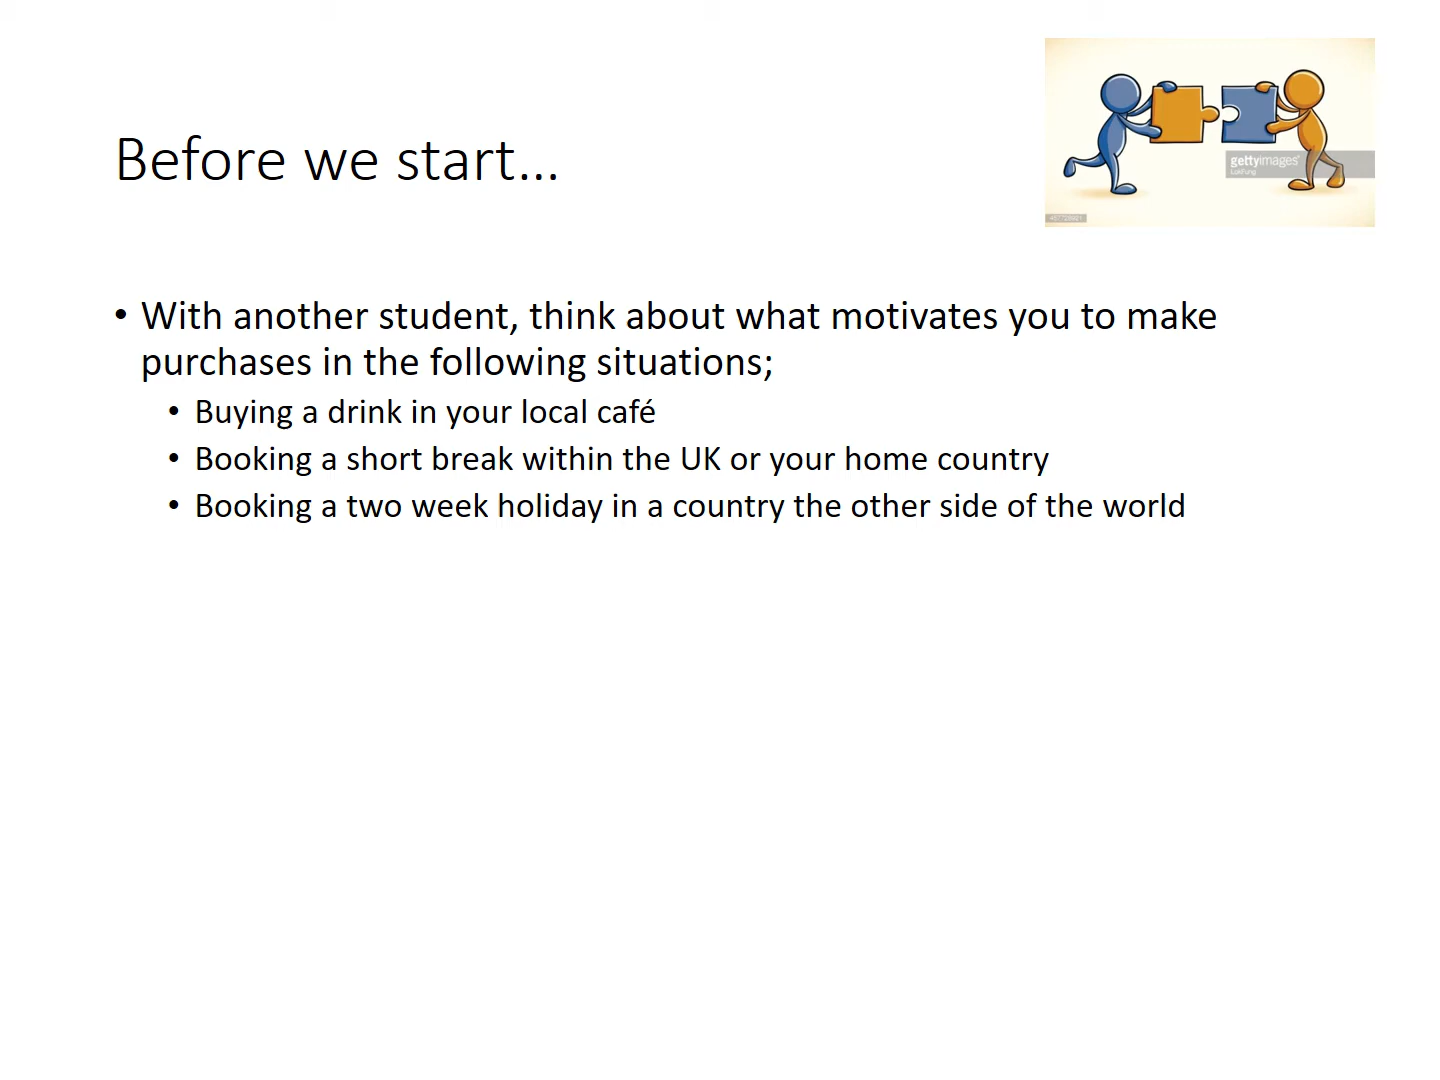 gettyimages
LokFung
Before we start…
• With another student, think about what motivates you to make
purchases in the following situations;
• Buying a drink in your local café
• Booking a short break within the UK or your home country
• Booking a two week holiday in a country the other side of the world